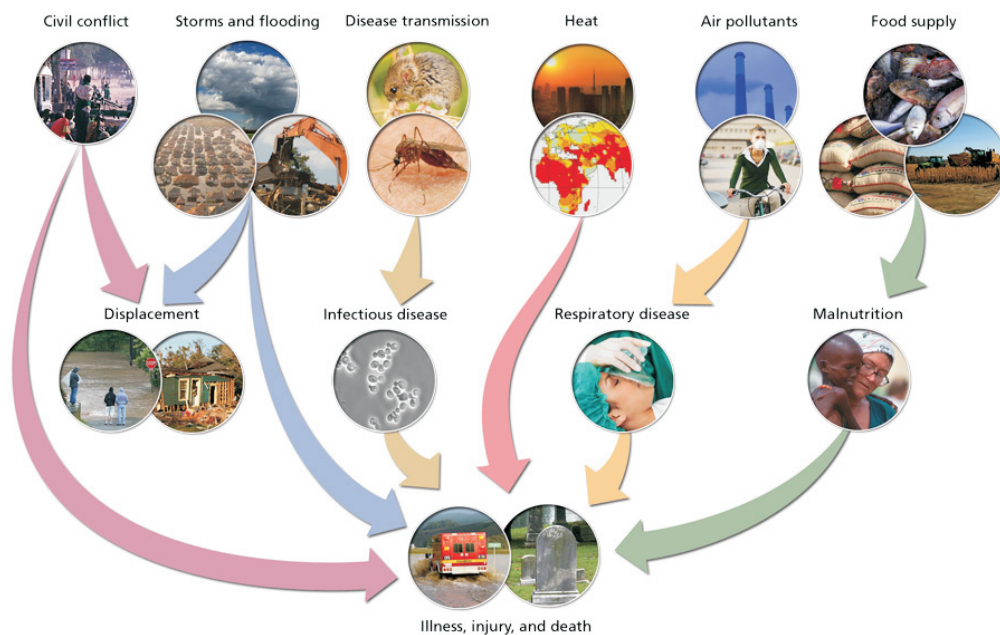 Civil conflict
Storms and flooding
Disease transmission
Heat
Air pollutants
Food supply
Displacement
Infectious disease
Respiratory disease
Malnutrition
Illness, injury, and death